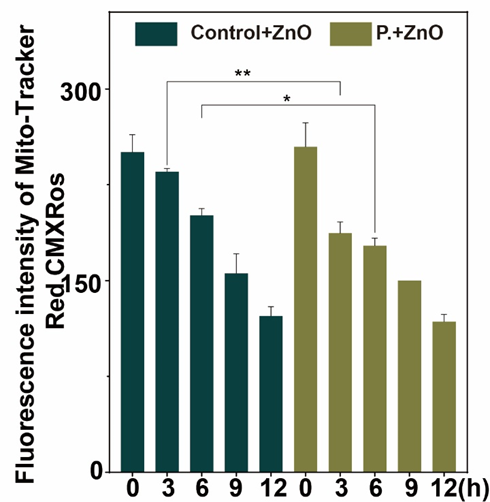 Control+ZnO P.+ZnO
Fluorescence intensity of Mito-Tracker
Red CMXRos
300
**
*
150
0
0 3 6 9 12 0 3 6 9 12(h)